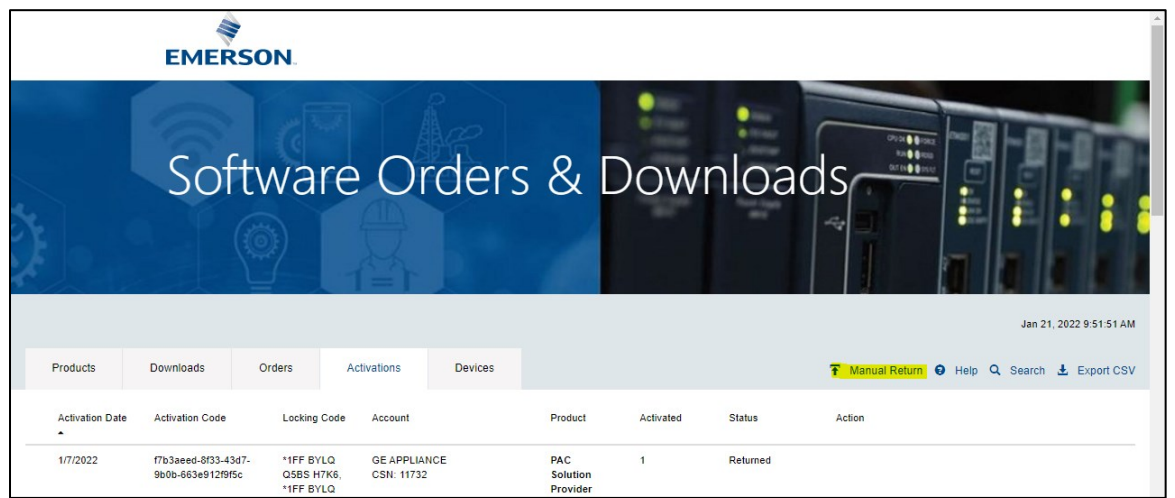 EMERSON
Software Orders & Downloads
Jan 21, 2022 9:51:51 AM
Products Downloads Orders Activations Devices
Manual Return Help Search Export CSV
Activation Date Activation Code Locking Code Account Product Activated Status Action
1/7/2022 f7b3aeed-8f33-43d7- *1FF BYLQ GE APPLIANCE PAC 1 Returned
9b0b-663e912f9f5c Q5BS H7K6, CSN: 11732 Solution
*1FF BYLQ Provider